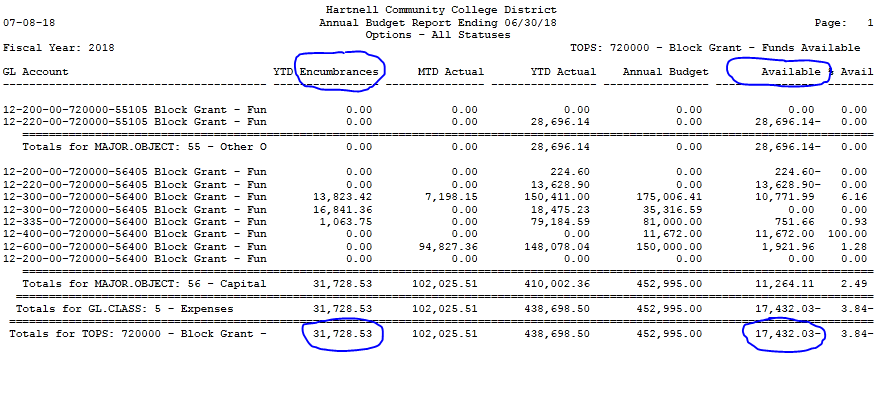 Hartnell Community College District
07-08-18 Annual Budget Report Ending 06/30/18 Page: 1
Options - All Statuses
Fiscal Year: 2018 TOPS: 720000 - Block Grant - Funds Available
GL Account YTD Encumbrances MTD Actual YTD Actual Annual Budget Available % Avail
12-200-00-720000-55105 Block Grant - Fun 0.00 0.00 0.00 0.00 0.00 0.00
12-220-00-720000-55105 Block Grant - Fun 0.00 0.00 28,696.14 0.00 28,696.14- 0.00
Totals for MAJOR.OBJECT: 55 - Other O 0.00 0.00 28,696.14 0.00 28,696.14- 0.00
12-200-00-720000-56405 Block Grant - Fun 0.00 0.00 224.60 0.00 224.60- 0.00
12-220-00-720000-56405 Block Grant - Fun 0.00 0.00 13,628.90 0.00 13,628.90- 0.00
12-300-00-720000-56400 Block Grant - Fun 13,823.42 7,198.15 150,411.00 175,006.41 10,771.99 6.16
12-300-00-720000-56405 Block Grant - Fun 16,841.36 0.00 18,475.23 35,316.59 0.00 0.00
12-335-00-720000-56400 Block Grant - Fun 1,063.75 0.00 79,184.59 81,000.00 751.66 0.93
12-400-00-720000-56400 Block Grant - Fun 0.00 0.00 0.00 11,672.00 11,672.00 100.00
12-600-00-720000-56400 Block Grant - Fun 0.00 94,827.36 148,078.04 150,000.00 1,921.96 1.28
12-200-00-720000-56400 Block Grant - Fun 0.00 0.00 0.00 0.00 0.00 0.00
Totals for MAJOR.OBJECT: 56 - Capital 31,728.53 102,025.51 410,002.36 452,995.00 11,264.11 2.49
Totals for GL.CLASS: 5 - Expenses 31,728.53 102,025.51 438,698.50 452,995.00 17,432.03- 3.84-
Totals for TOPS: 720000 - Block Grant - 31,728.53 102,025.51 438,698.50 452,995.00 17,432.03- 3.84-